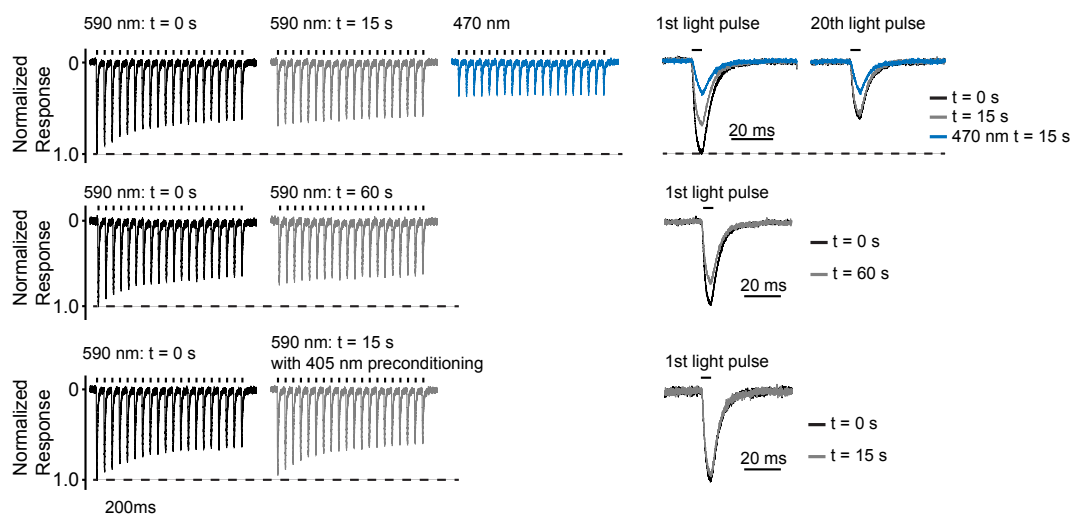 590 nm: t = 0 s
590 nm: t = 15 s
470 nm
1st light pulse
20th light pulse
Normalized
Response
0
1.0
20 ms
t = 0 s
t = 15 s
470 nm t = 15 s
590 nm: t = 0 s
590 nm: t = 60 s
1st light pulse
Normalized
Response
0
1.0
20 ms
t = 0 s
t = 60 s
590 nm: t = 0 s
590 nm: t = 15 s
with 405 nm preconditioning
1st light pulse
Normalized
Response
0
1.0
20 ms
t = 0 s
t = 15 s
200ms